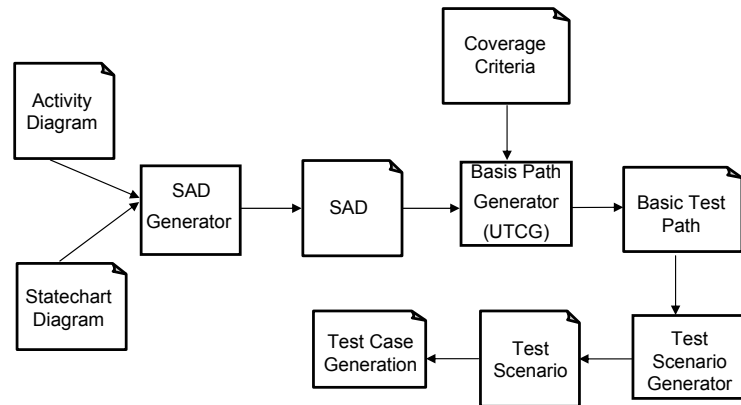 Coverage
Criteria
Activity
Diagram
SAD
Generator
SAD
Basis Path
Generator
(UTCG)
Basic Test
Path
Statechart
Diagram
Test Case
Generation
Test
Scenario
Test
Scenario
Generator